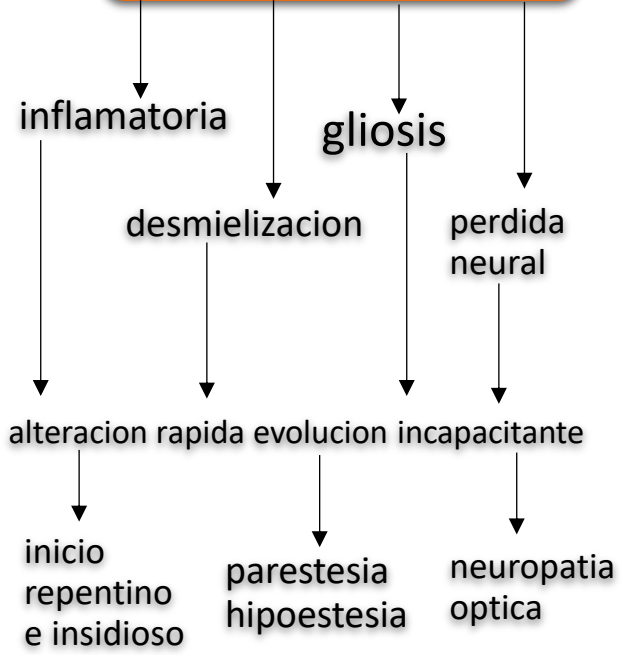 inflamatoria
gliosis
desmielizacion
perdida
neural
alteracion rapida evolucion incapacitante
inicio
repentino
e insidioso
parestesia
hipoestesia
neuropatia
optica